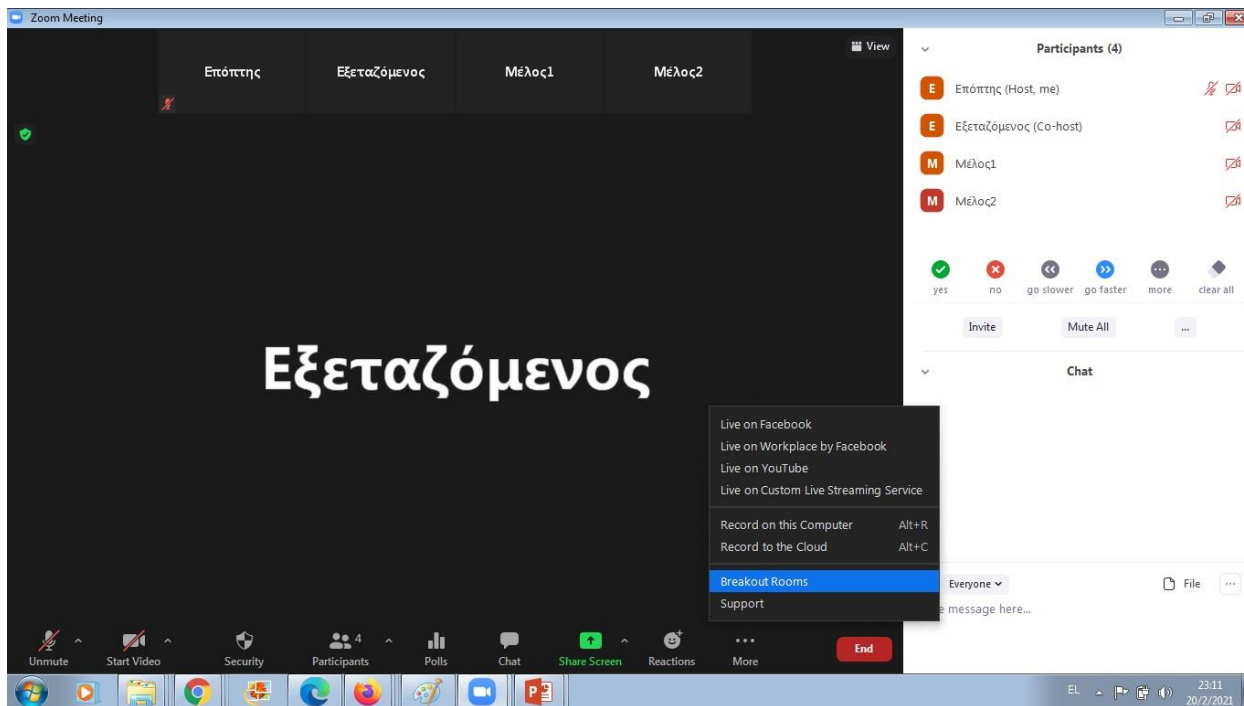 Zoom Meeting
Επόπτης Εξεταζόμενος Μέλος1 Μέλος2
View
Εξεταζόμενος
Live on Facebook
Live on Workplace by Facebook
Live on YouTube
Live on Custom Live Streaming Service
Record on this Computer Alt+R
Record to the Cloud Alt+C
Breakout Rooms
Support
Unmute Start Video Security 4 Participants Polls Chat Share Screen Reactions More End
Participants (4)
E Επόπτης (Host, me)
E Εξεταζόμενος (Co-host)
M Μέλος1
M Μέλος2
yes no go slower go faster more clear all
Invite Mute All ...
Chat
Everyone File ...
message here...
EL 23:11
20/2/2021